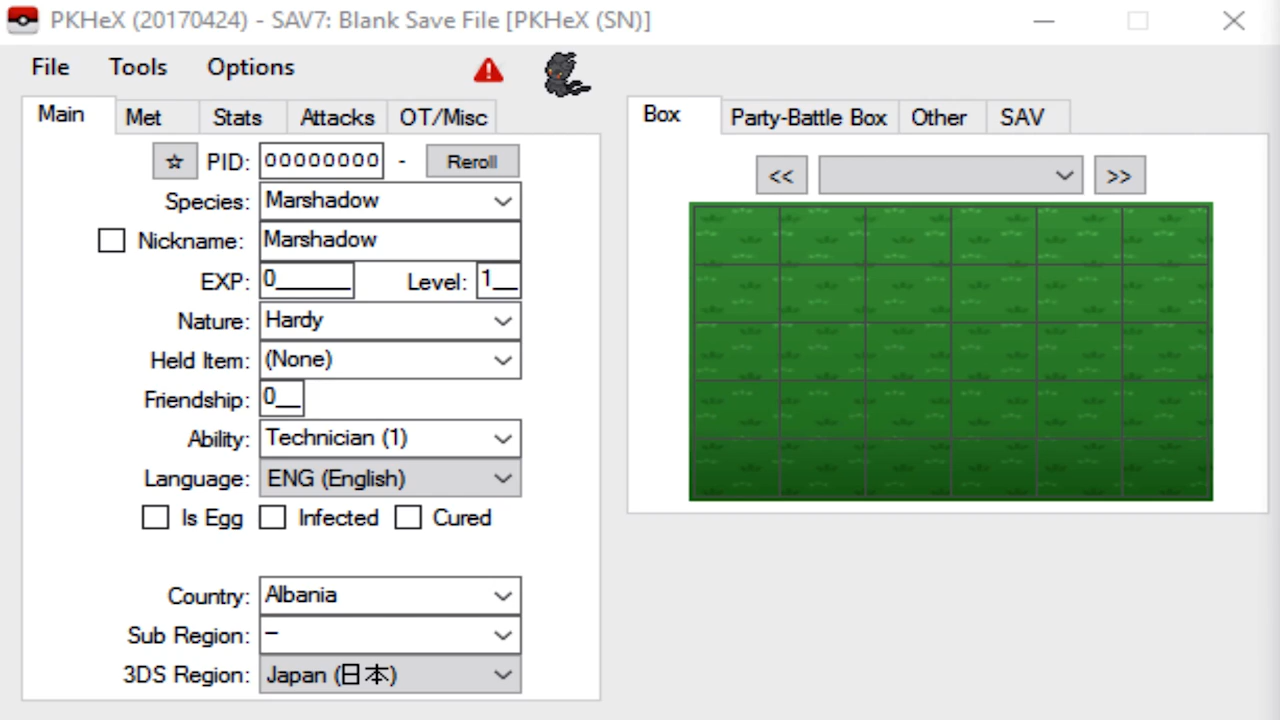 PKHeX (20170424) - SAV7: Blank Save File [PKHeX (SN)]
File Tools Options
Main Met Stats Attacks OT/Misc
PID: 00000000 - Reroll
Species: Marshadow
Nickname: Marshadow
EXP: 0______ Level: 1__
Nature: Hardy
Held Item: (None)
Friendship: 0__
Ability: Technician (1)
Language: ENG (English)
Is Egg Infected Cured
Country: Albania
Sub Region: –
3DS Region: Japan (日本)
Box Party-Battle Box Other SAV
<< >>